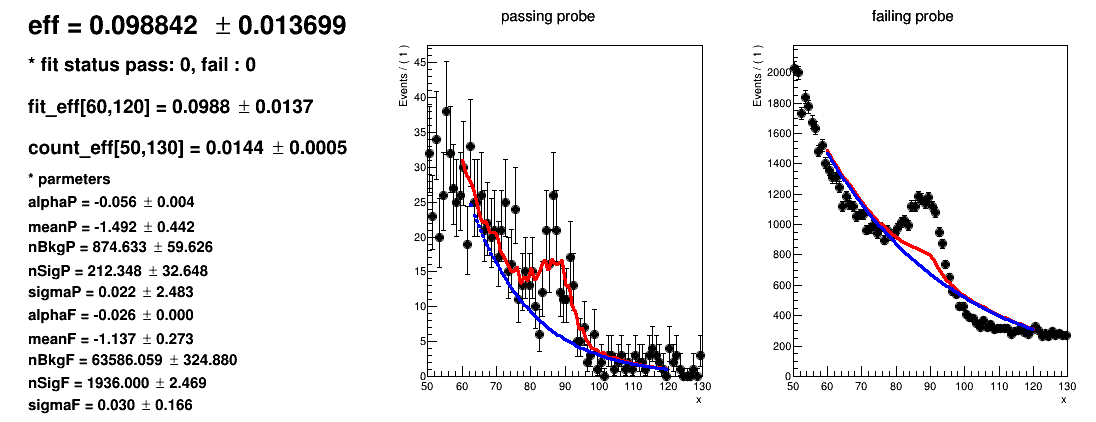 eff = 0.098842 ± 0.013699
* fit status pass: 0, fail : 0
fit_eff[60,120] = 0.0988 ± 0.0137
count_eff[50,130] = 0.0144 ± 0.0005
* parmeters
alphaP = -0.056 ± 0.004
meanP = -1.492 ± 0.442
nBkgP = 874.633 ± 59.626
nSigP = 212.348 ± 32.648
sigmaP = 0.022 ± 2.483
alphaF = -0.026 ± 0.000
meanF = -1.137 ± 0.273
nBkgF = 63586.059 ± 324.880
nSigF = 1936.000 ± 2.469
sigmaF = 0.030 ± 0.166
passing probe
Events / ( 1 )
45
40
35
30
25
20
15
10
5
0
50 60 70 80 90 100 110 120 130
x
failing probe
Events / ( 1 )
2000
1800
1600
1400
1200
1000
800
600
400
200
0
50 60 70 80 90 100 110 120 130
x